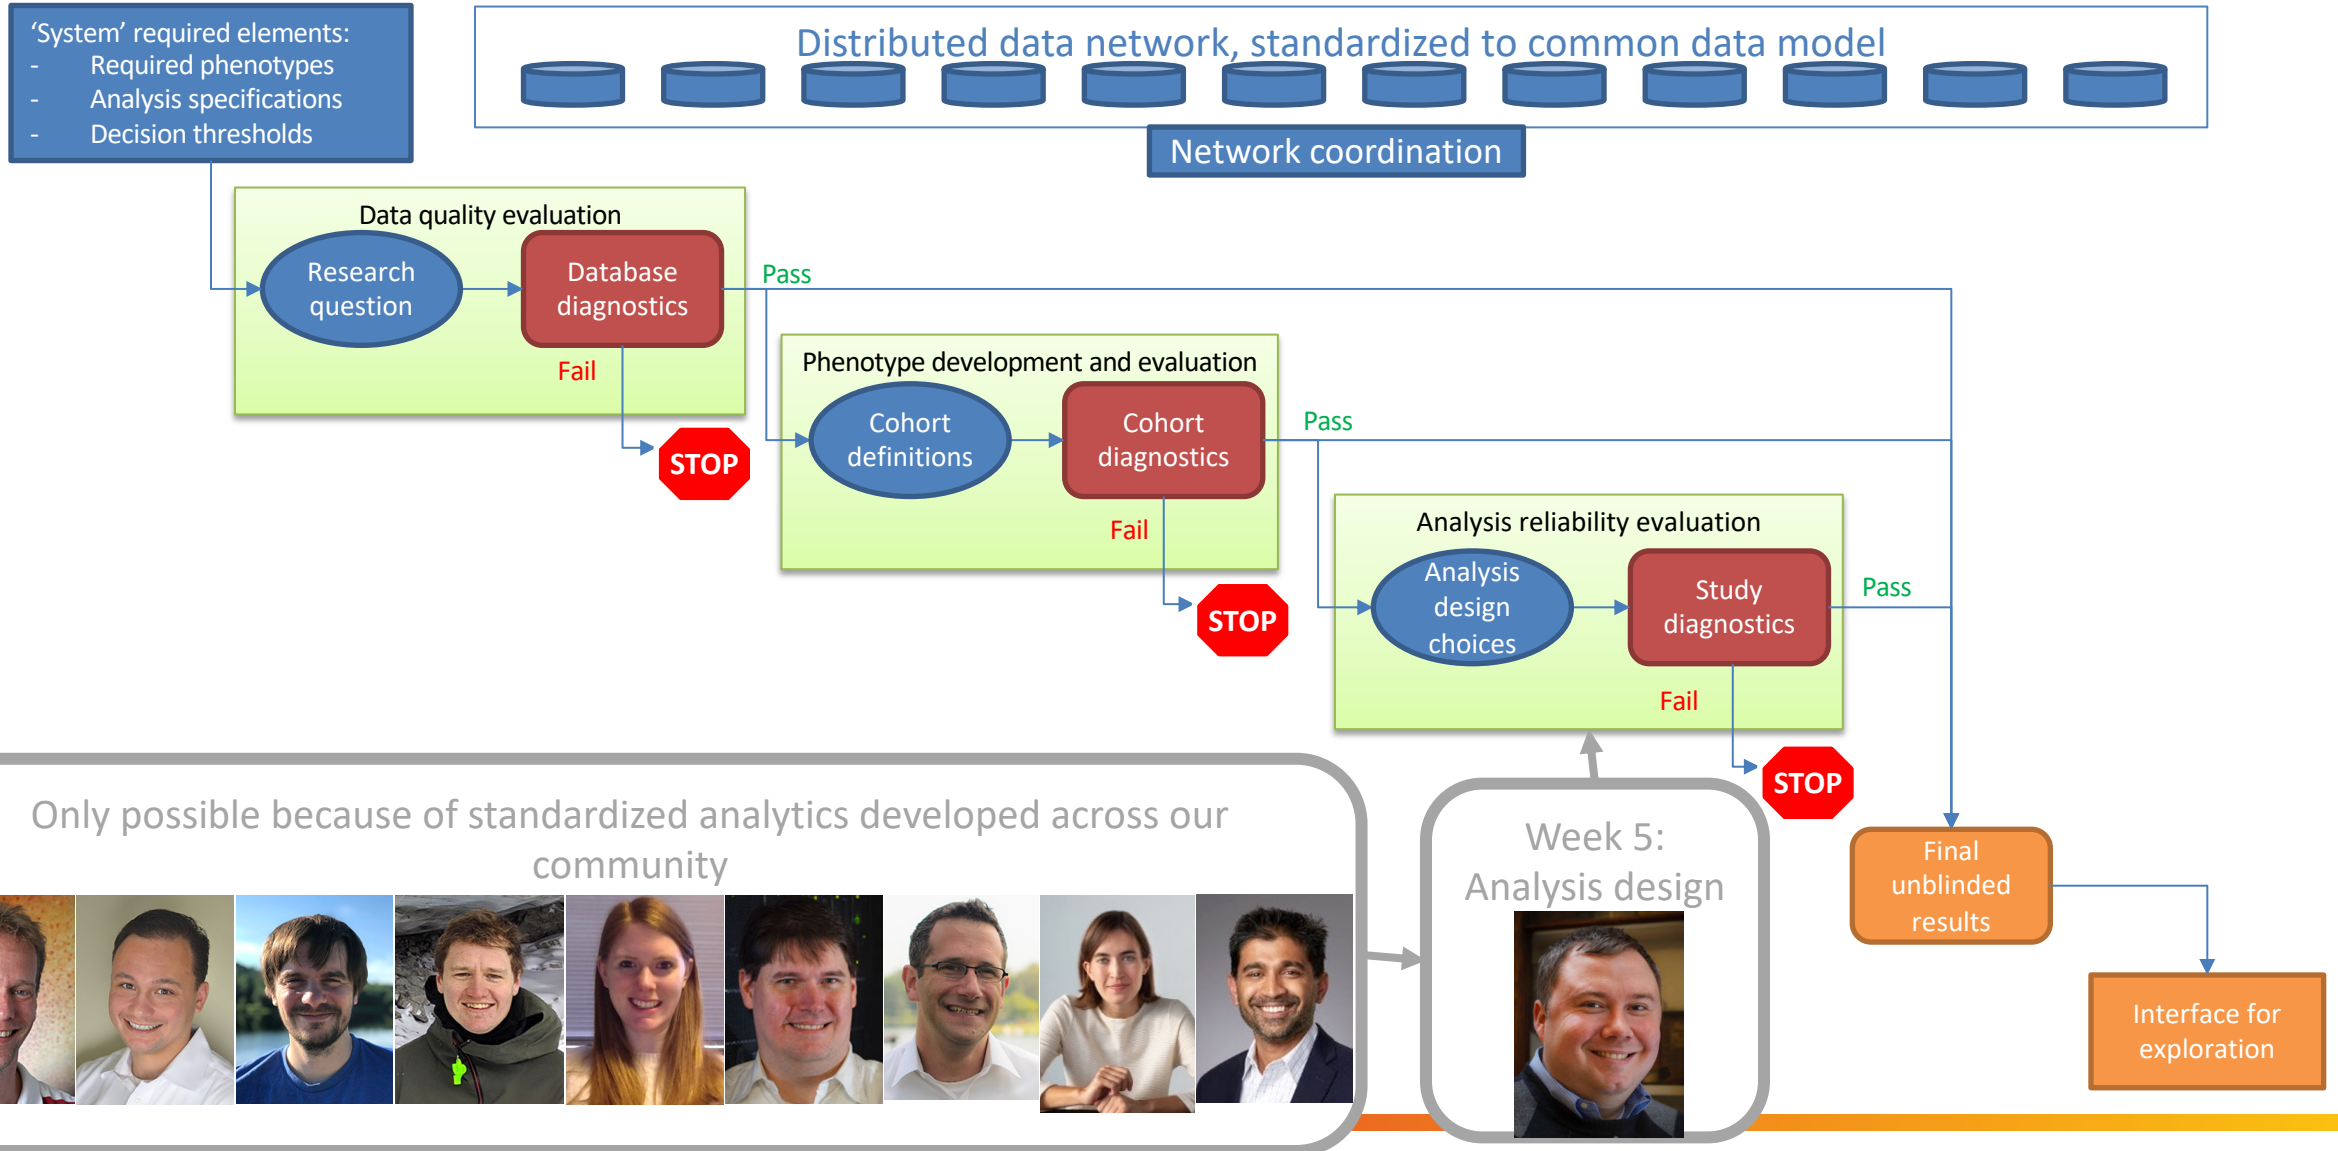 ‘System’ required elements:
- Required phenotypes
- Analysis specifications
- Decision thresholds
Distributed data network, standardized to common data model
Network coordination
Data quality evaluation
Research
question
Database
diagnostics
Pass
Fail
STOP
Phenotype development and evaluation
Cohort
definitions
Cohort
diagnostics
Pass
Fail
STOP
Analysis reliability evaluation
Analysis
design
choices
Study
diagnostics
Pass
Fail
STOP
Only possible because of standardized analytics developed across our
community
Week 5:
Analysis design
Final
unblinded
results
Interface for
exploration